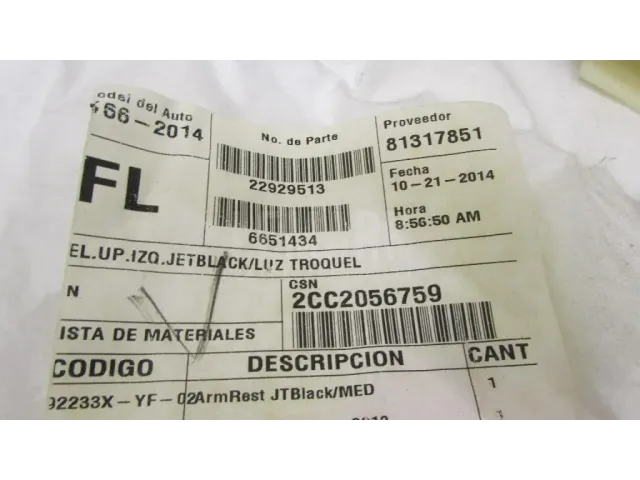 odel del Auto
466-2014
No. de Parte
22929513
6651434
Proveedor
81317851
Fecha
10-21-2014
Hora
8:56:50 AM
FL
EL.UP.IZQ.JETBLACK/LUZ TROQUEL
N
CSN
2CC2056759
ISTA DE MATERIALES
CODIGO DESCRIPCION CANT
92233X-YF-02ArmRest JTBlack/MED 1